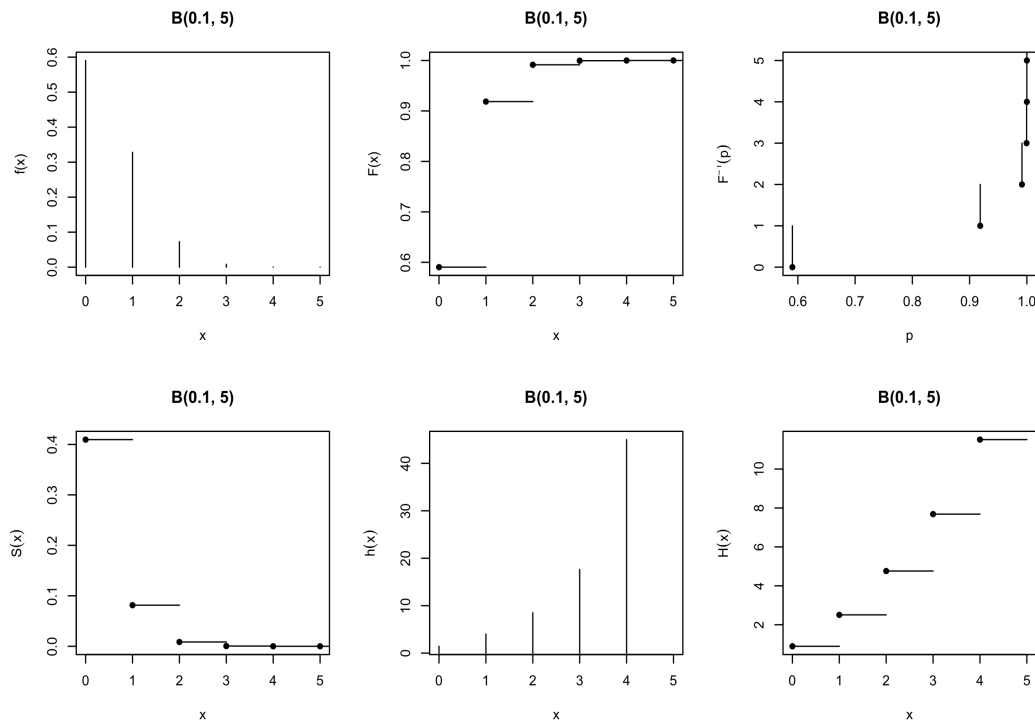 B(0.1, 5)
f(x)
0.0 0.1 0.2 0.3 0.4 0.5 0.6
0 1 2 3 4 5
x
B(0.1, 5)
F(x)
0.6 0.7 0.8 0.9 1.0
0 1 2 3 4 5
x
B(0.1, 5)
F⁻¹(p)
0 1 2 3 4 5
0.6 0.7 0.8 0.9 1.0
p
B(0.1, 5)
S(x)
0.0 0.1 0.2 0.3 0.4
0 1 2 3 4 5
x
B(0.1, 5)
h(x)
0 10 20 30 40
0 1 2 3 4 5
x
B(0.1, 5)
H(x)
2 4 6 8 10
0 1 2 3 4 5
x